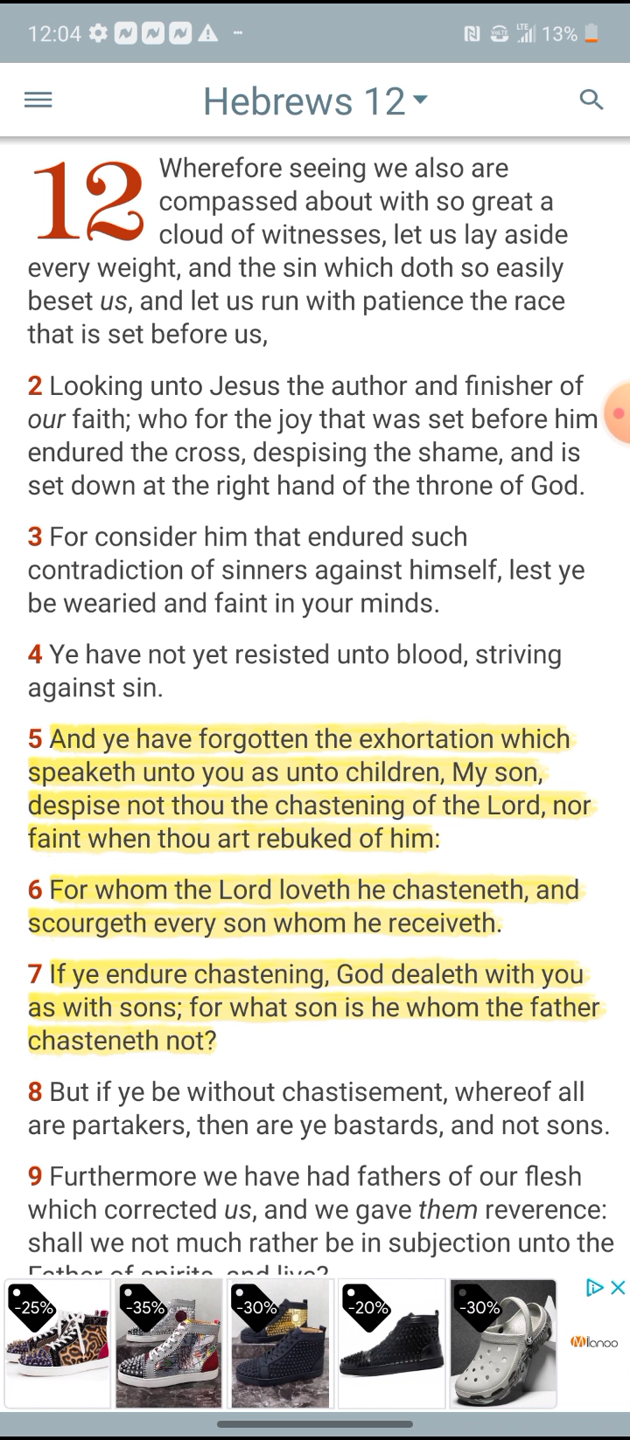 12:04 LTE 13%
Hebrews 12
12 Wherefore seeing we also are
compassed about with so great a
cloud of witnesses, let us lay aside
every weight, and the sin which doth so easily
beset us, and let us run with patience the race
that is set before us,
2 Looking unto Jesus the author and finisher of
our faith; who for the joy that was set before him
endured the cross, despising the shame, and is
set down at the right hand of the throne of God.
3 For consider him that endured such
contradiction of sinners against himself, lest ye
be wearied and faint in your minds.
4 Ye have not yet resisted unto blood, striving
against sin.
5 And ye have forgotten the exhortation which
speaketh unto you as unto children, My son,
despise not thou the chastening of the Lord, nor
faint when thou art rebuked of him:
6 For whom the Lord loveth he chasteneth, and
scourgeth every son whom he receiveth.
7 If ye endure chastening, God dealeth with you
as with sons; for what son is he whom the father
chasteneth not?
8 But if ye be without chastisement, whereof all
are partakers, then are ye bastards, and not sons.
9 Furthermore we have had fathers of our flesh
which corrected us, and we gave them reverence:
shall we not much rather be in subjection unto the
Father of spirits, and live?
-25% -35% -30% -20% -30%
Milanoo